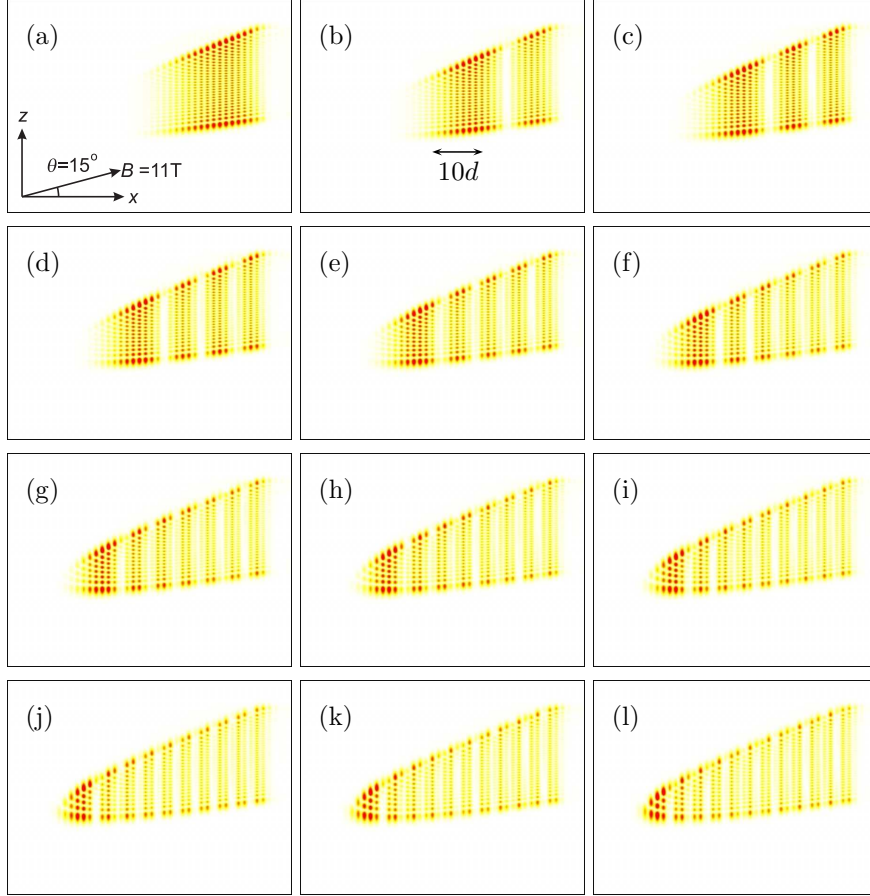 (a)
(b)
(c)
z
θ=15°
B =11T
x
10d
(d)
(e)
(f)
(g)
(h)
(i)
(j)
(k)
(l)